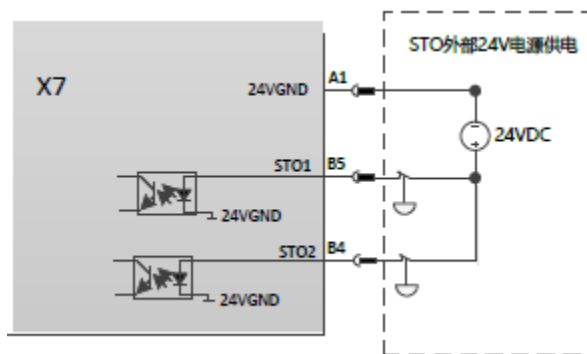 STO外部24V电源供电
X7
24VGND
A1
24VDC
STO1
B5
24VGND
STO2
B4
24VGND